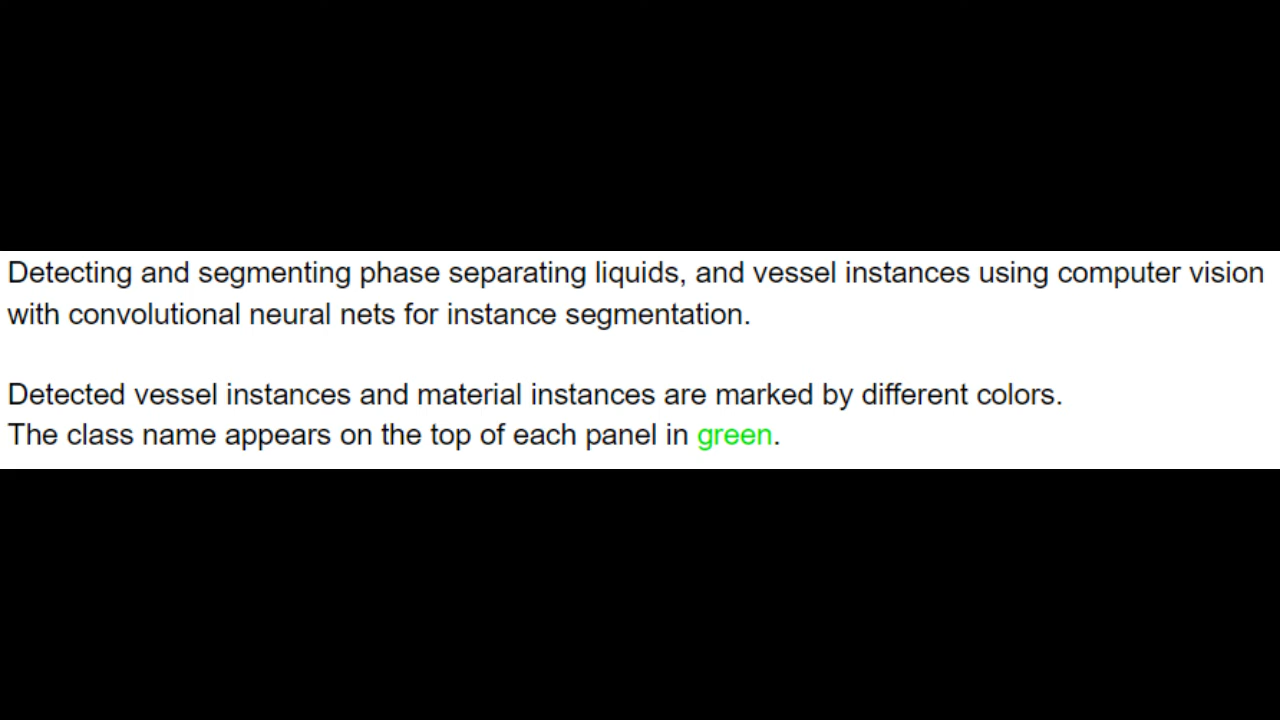 Detecting and segmenting phase separating liquids, and vessel instances using computer vision
with convolutional neural nets for instance segmentation.
Detected vessel instances and material instances are marked by different colors.
The class name appears on the top of each panel in green.